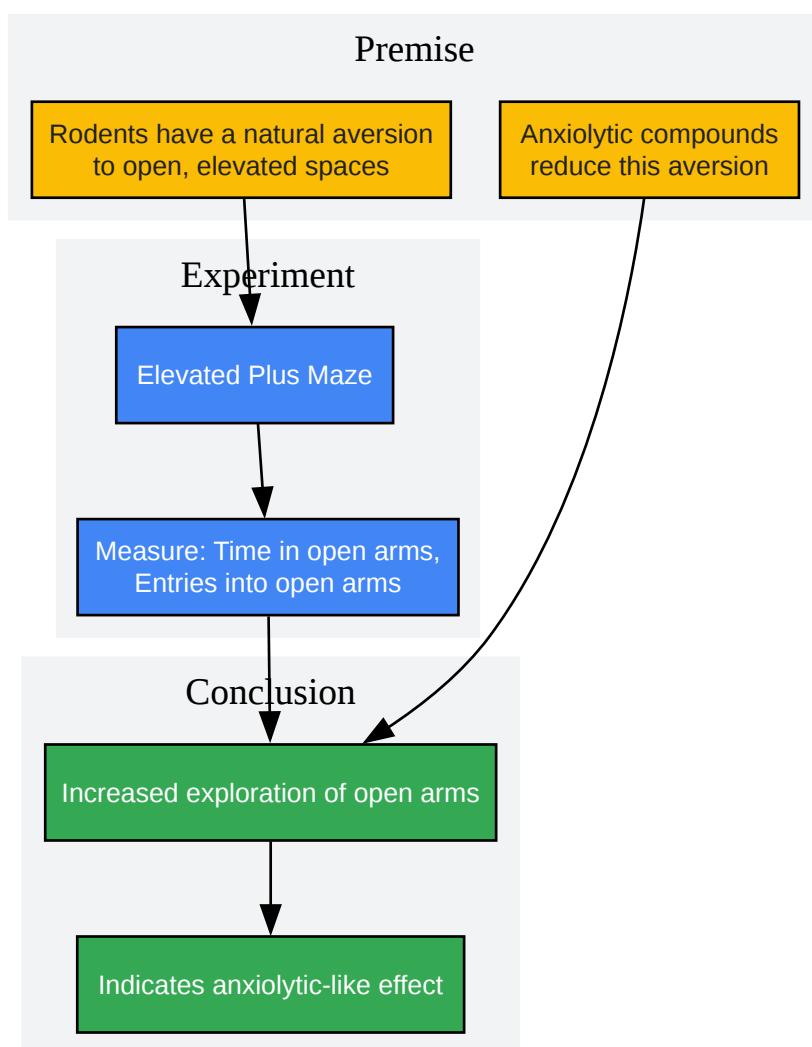 Premise
Rodents have a natural aversion
to open, elevated spaces
Anxiolytic compounds
reduce this aversion
Experiment
Elevated Plus Maze
Measure: Time in open arms,
Entries into open arms
Conclusion
Increased exploration of open arms
Indicates anxiolytic-like effect